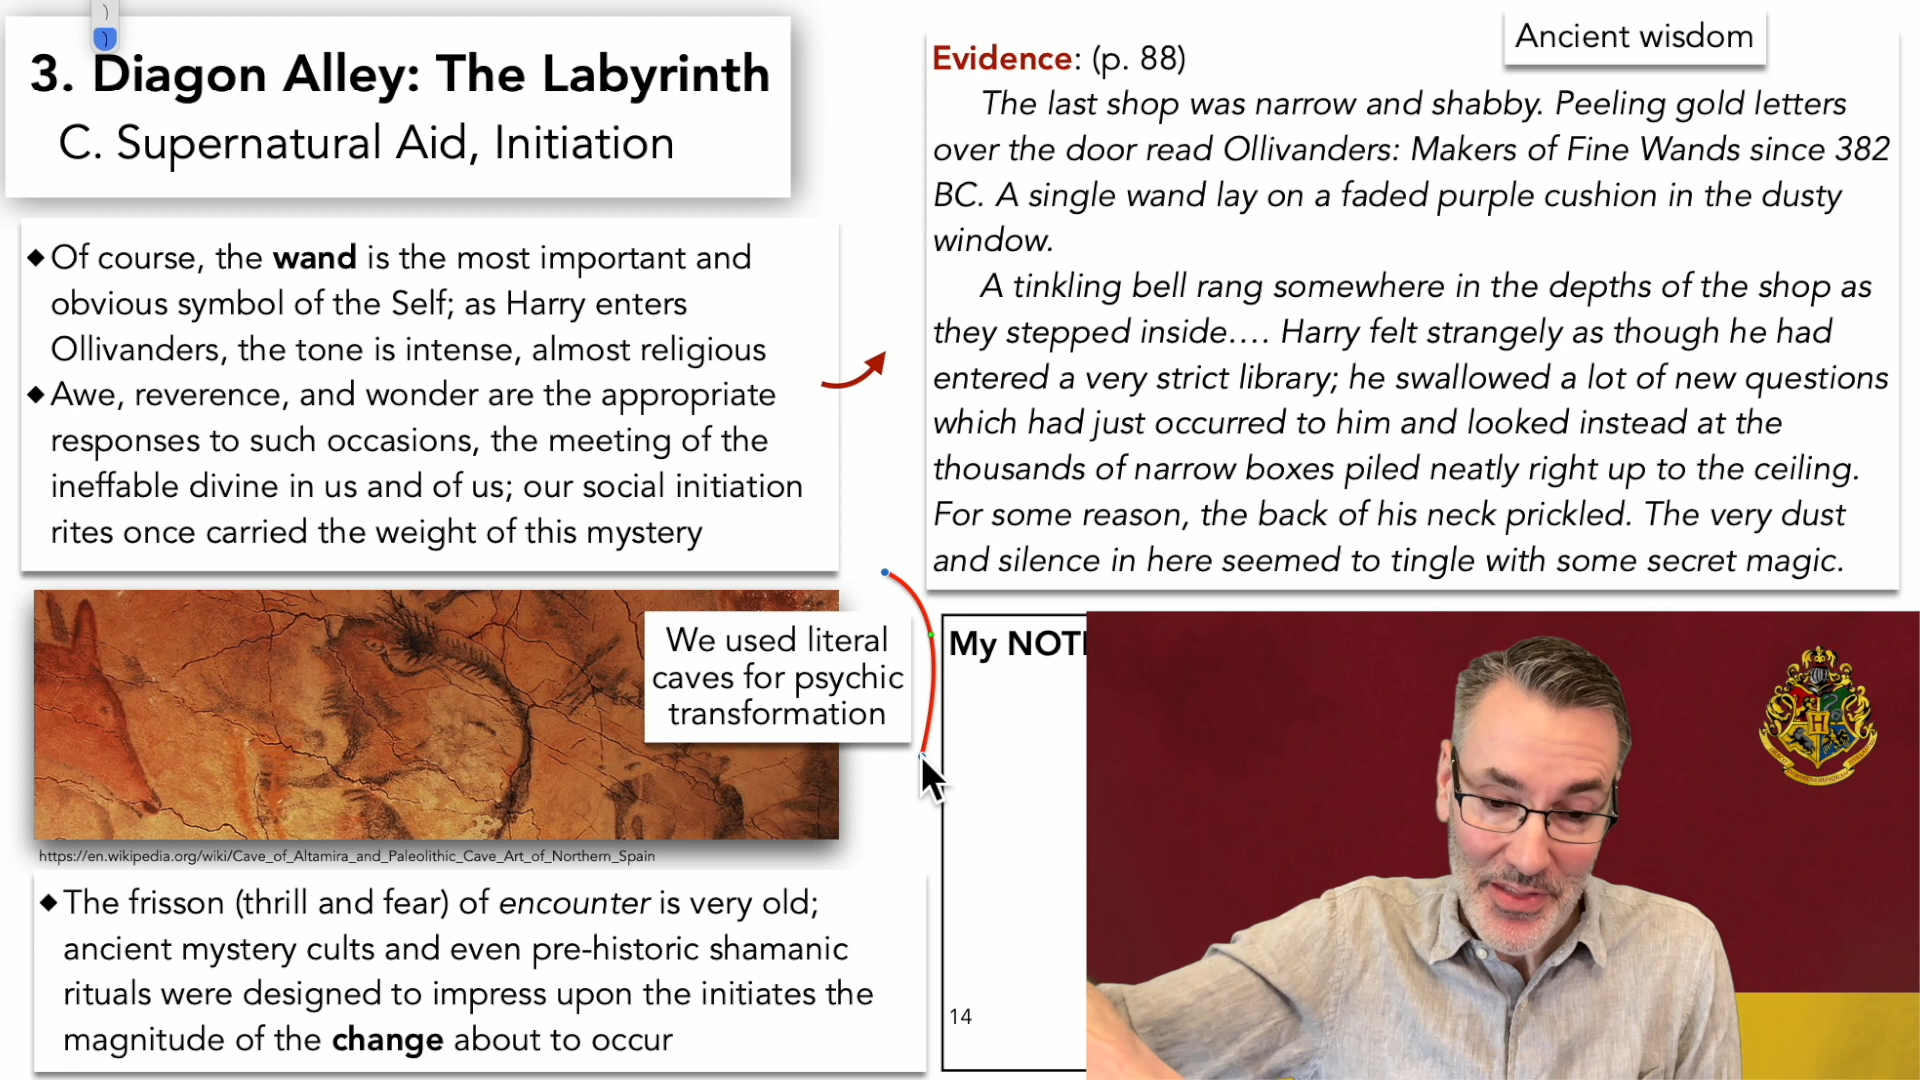 3. Diagon Alley: The Labyrinth
C. Supernatural Aid, Initiation
◆Of course, the wand is the most important and
obvious symbol of the Self; as Harry enters
Ollivanders, the tone is intense, almost religious
◆Awe, reverence, and wonder are the appropriate
responses to such occasions, the meeting of the
ineffable divine in us and of us; our social initiation
rites once carried the weight of this mystery
We used literal
caves for psychic
transformation
https://en.wikipedia.org/wiki/Cave_of_Altamira_and_Paleolithic_Cave_Art_of_Northern_Spain
◆The frisson (thrill and fear) of encounter is very old;
ancient mystery cults and even pre-historic shamanic
rituals were designed to impress upon the initiates the
magnitude of the change about to occur
Ancient wisdom
Evidence: (p. 88)
The last shop was narrow and shabby. Peeling gold letters
over the door read Ollivanders: Makers of Fine Wands since 382
BC. A single wand lay on a faded purple cushion in the dusty
window.
A tinkling bell rang somewhere in the depths of the shop as
they stepped inside.... Harry felt strangely as though he had
entered a very strict library; he swallowed a lot of new questions
which had just occurred to him and looked instead at the
thousands of narrow boxes piled neatly right up to the ceiling.
For some reason, the back of his neck prickled. The very dust
and silence in here seemed to tingle with some secret magic.
My NOT
14
H